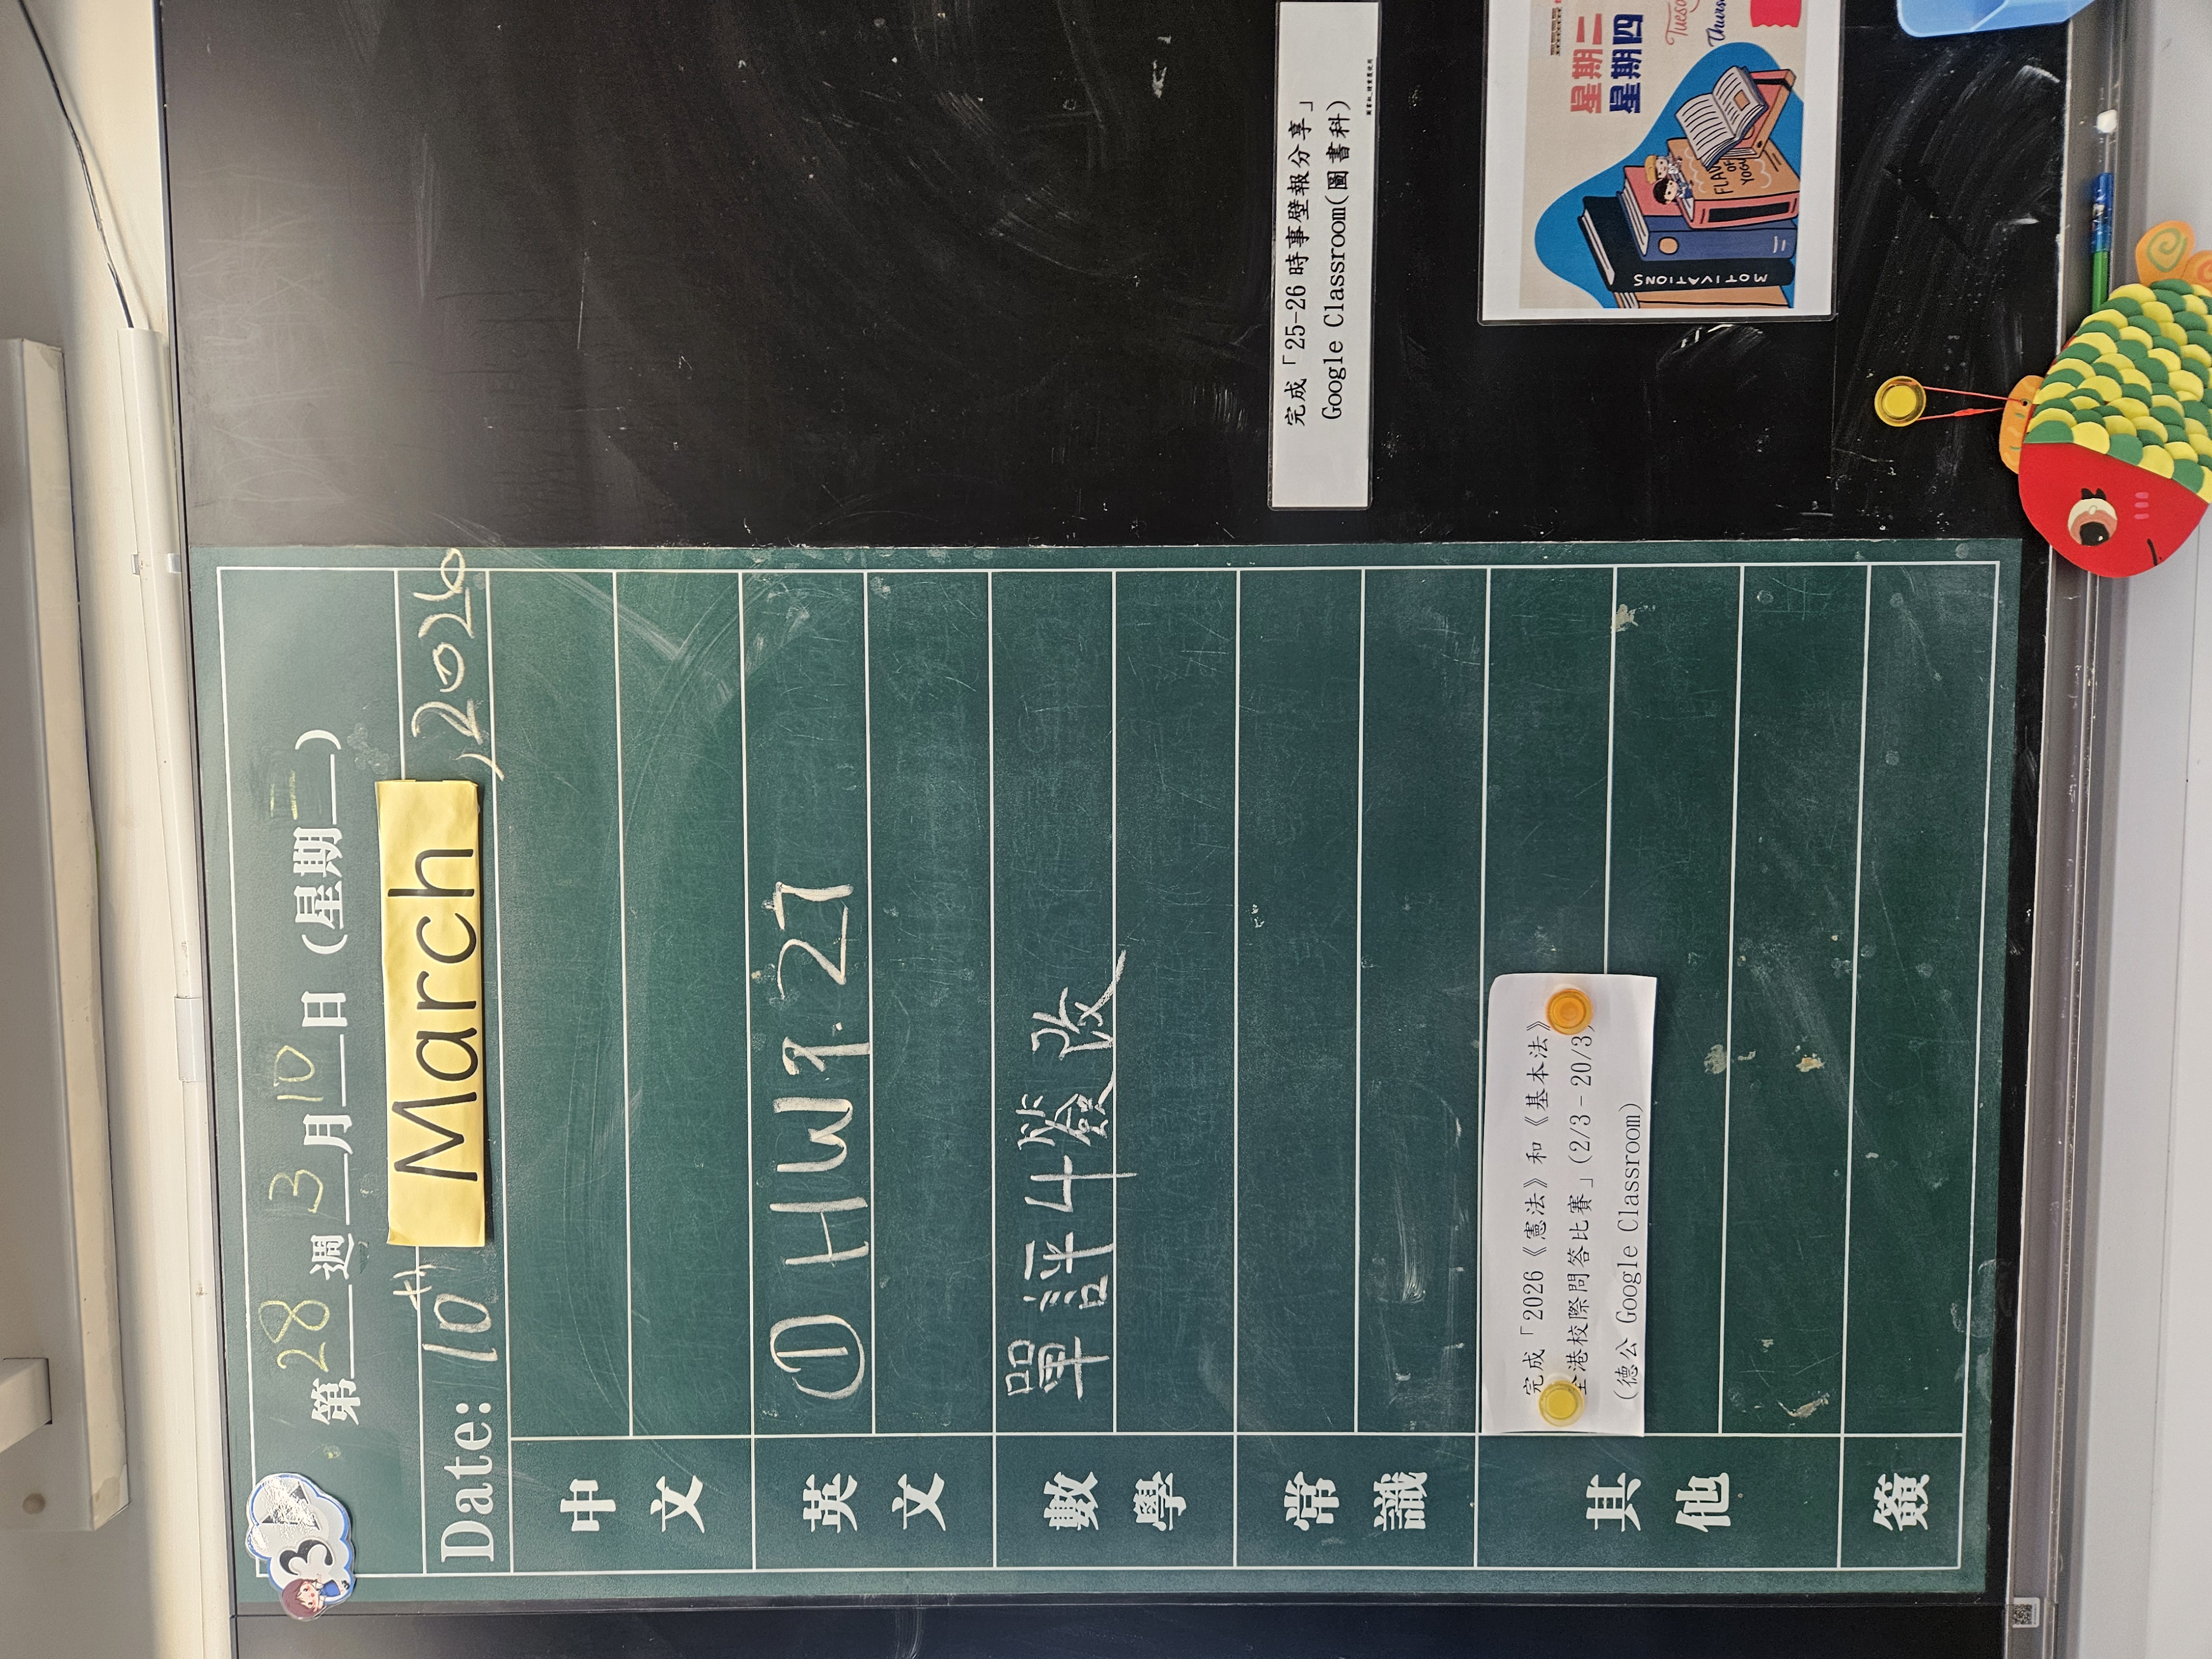 第28週3月10日(星期二)
Date: 10th March, 2026
中文
英文
① HW P.27
數學
單評4簽改
常識
其他
完成「2026《憲法》和《基本法》
全港校際問答比賽」(2/3-20/3)
(德公 Google Classroom)
簽
3
完成「25-26 時事壁報分享」
Google Classroom(圖書科)
星期二
星期四
MOTIVATIONS
OF